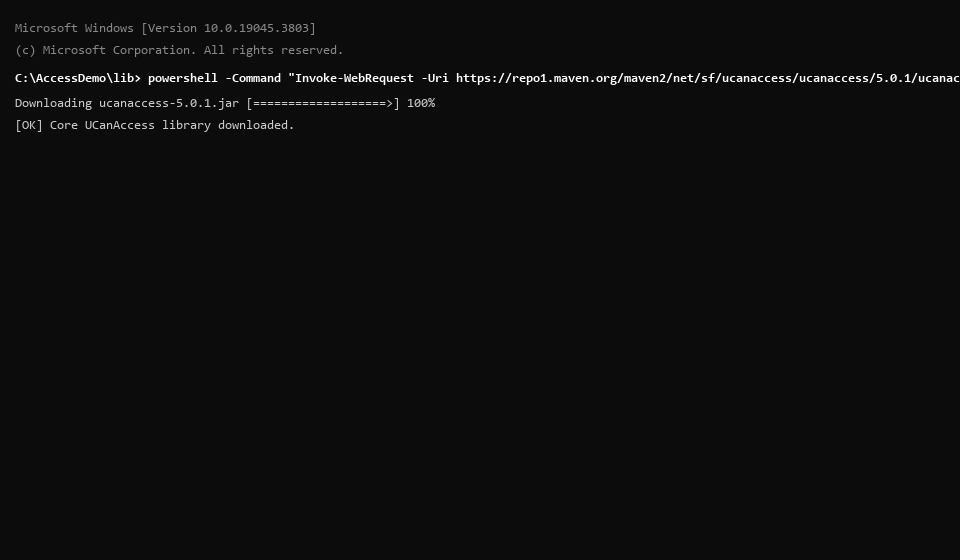 Microsoft Windows [Version 10.0.19045.3803]
(c) Microsoft Corporation. All rights reserved.
C:\AccessDemo\lib> powershell -Command "Invoke-WebRequest -Uri https://repo1.maven.org/maven2/net/sf/ucanaccess/ucanaccess/5.0.1/ucanac
Downloading ucanaccess-5.0.1.jar [===================>] 100%
[OK] Core UCanAccess library downloaded.